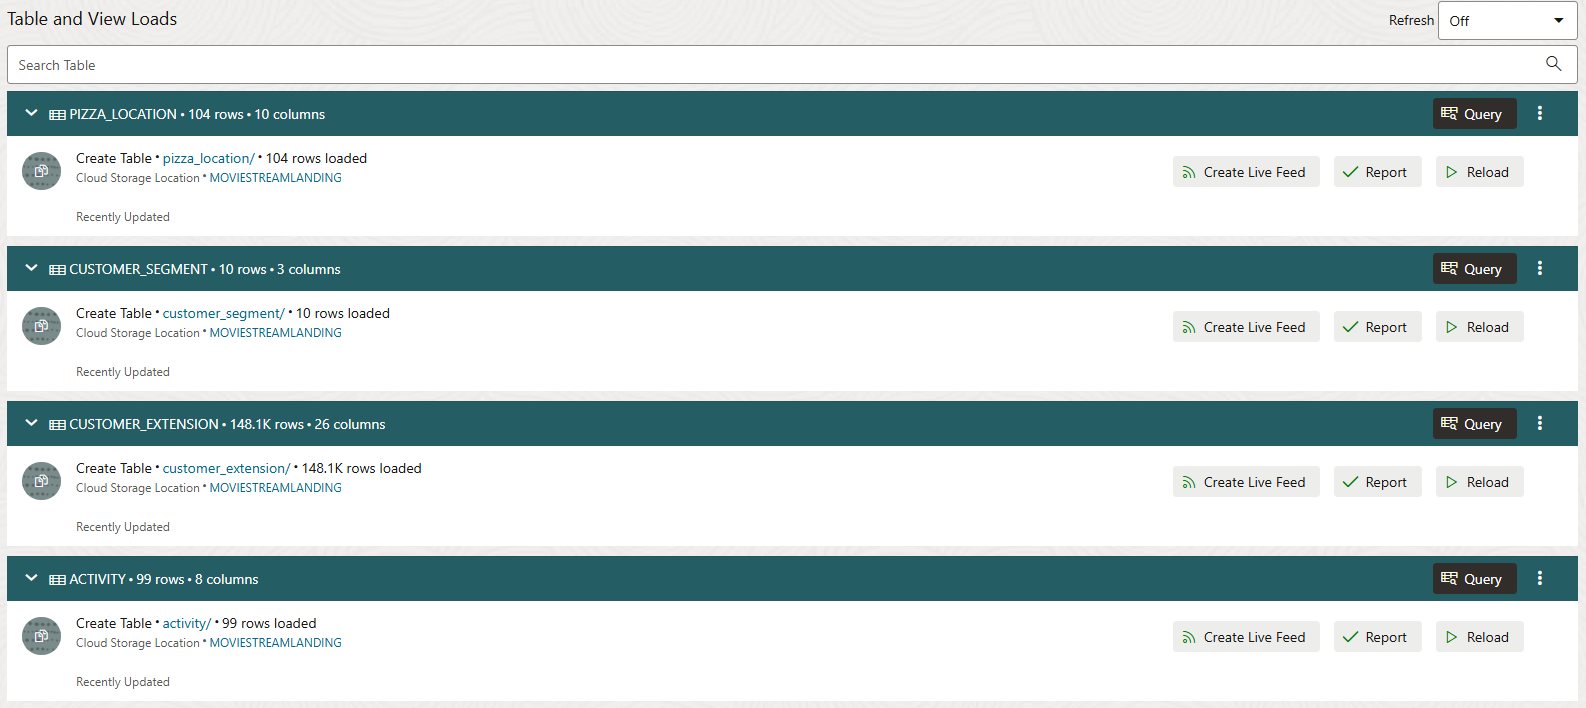 Table and View Loads
Refresh Off
Search Table
PIZZA_LOCATION • 104 rows • 10 columns Query
Create Table • pizza_location/ • 104 rows loaded
Cloud Storage Location • MOVIESTREAMLANDING
Create Live Feed Report Reload
Recently Updated
CUSTOMER_SEGMENT • 10 rows • 3 columns Query
Create Table • customer_segment/ • 10 rows loaded
Cloud Storage Location • MOVIESTREAMLANDING
Create Live Feed Report Reload
Recently Updated
CUSTOMER_EXTENSION • 148.1K rows • 26 columns Query
Create Table • customer_extension/ • 148.1K rows loaded
Cloud Storage Location • MOVIESTREAMLANDING
Create Live Feed Report Reload
Recently Updated
ACTIVITY • 99 rows • 8 columns Query
Create Table • activity/ • 99 rows loaded
Cloud Storage Location • MOVIESTREAMLANDING
Create Live Feed Report Reload
Recently Updated